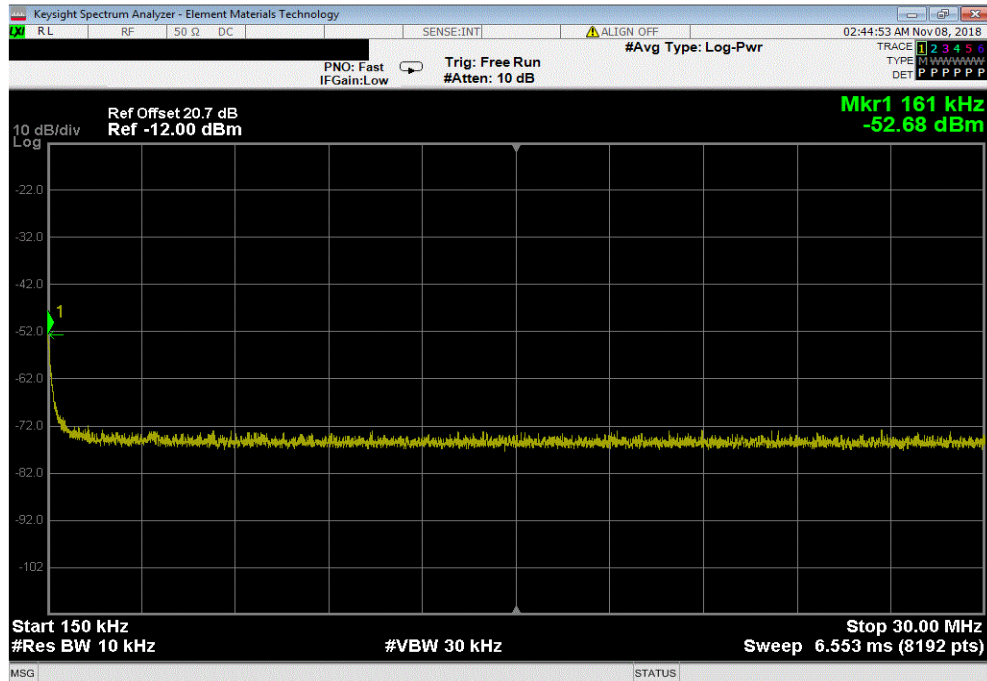 Keysight Spectrum Analyzer - Element Materials Technology
LXI RL RF 50 Ω DC SENSE:INT ALIGN OFF 02:44:53 AM Nov 08, 2018
#Avg Type: Log-Pwr TRACE 1 2 3 4 5 6
PNO: Fast Trig: Free Run TYPE M WWWWW
IFGain:Low #Atten: 10 dB DET P P P P P P
Mkr1 161 kHz
Ref Offset 20.7 dB
10 dB/div Ref -12.00 dBm -52.68 dBm
Log
-22.0
-32.0
-42.0
1
-52.0
-62.0
-72.0
-82.0
-92.0
-102
Start 150 kHz Stop 30.00 MHz
#Res BW 10 kHz #VBW 30 kHz Sweep 6.553 ms (8192 pts)
MSG STATUS